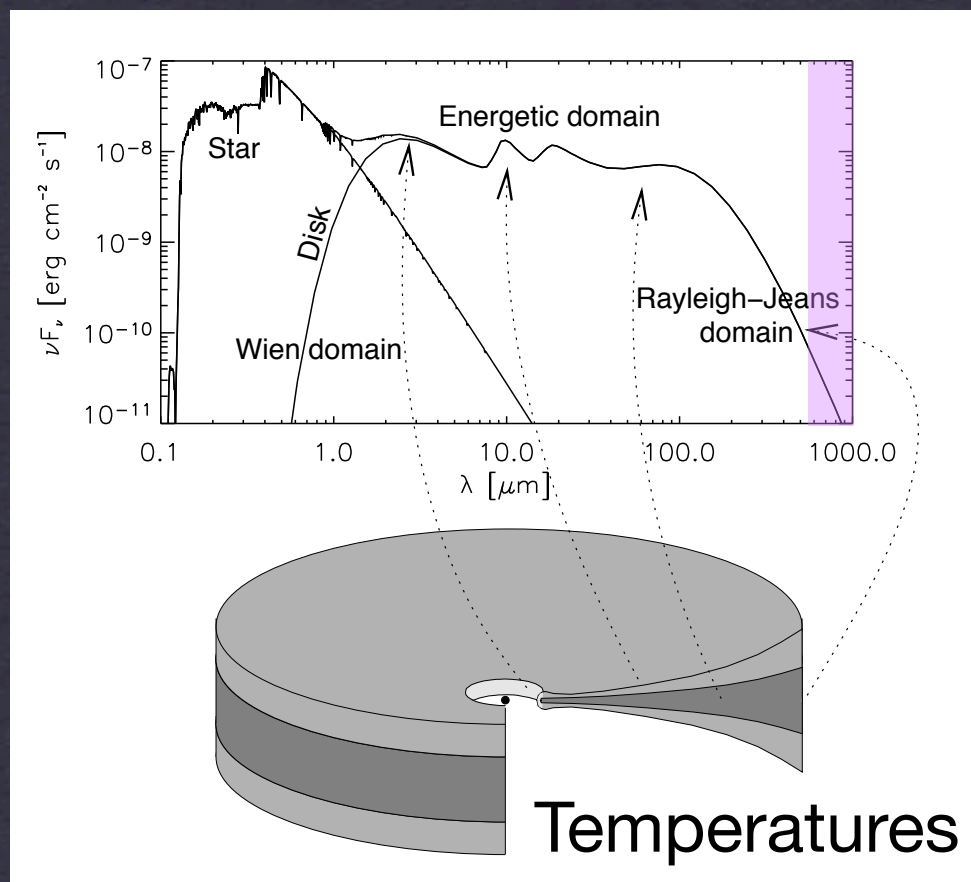 10⁻⁷
10⁻⁸
10⁻⁹
10⁻¹⁰
10⁻¹¹
νFᵥ [erg cm⁻² s⁻¹]
Energetic domain
Star
Disk
Wien domain
Rayleigh–Jeans
domain
0.1 1.0 10.0 100.0 1000.0
λ [μm]
Temperatures